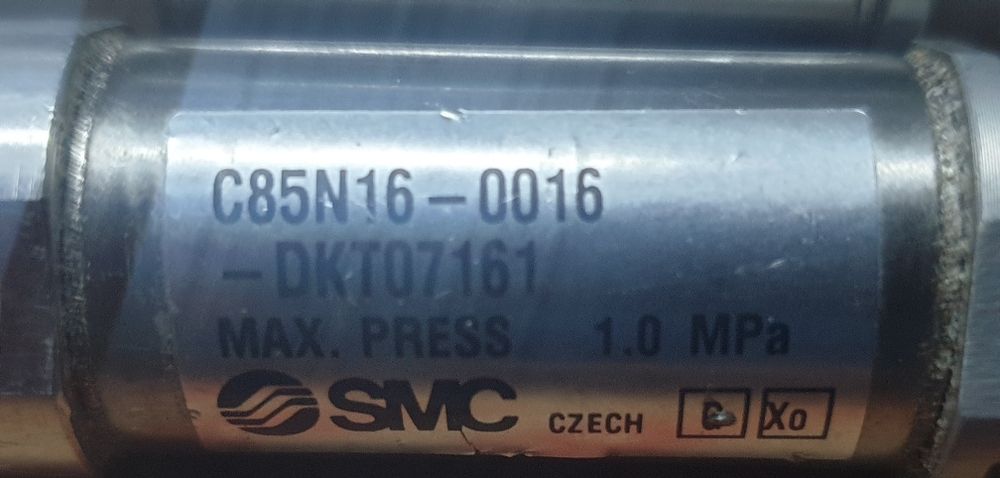 C85N16-0016
-DKT07161
MAX. PRESS 1.0 MPa
SMC CZECH Xo